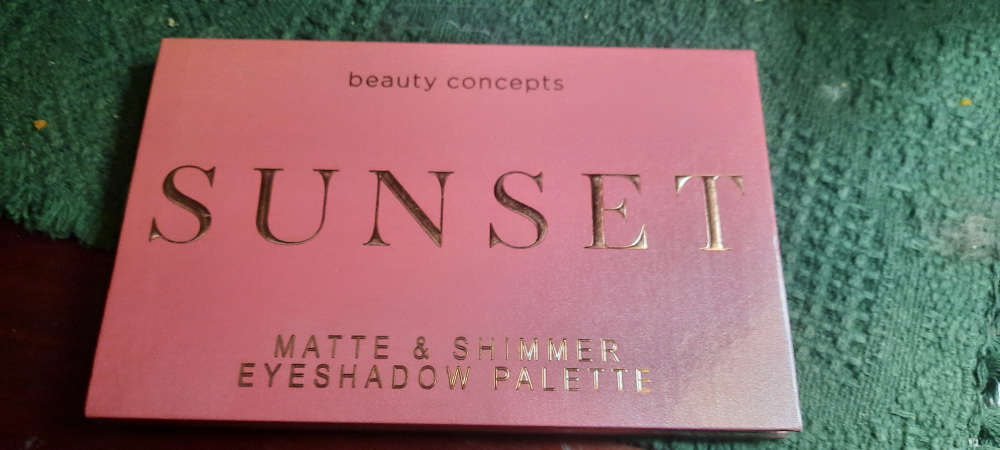 beauty concepts
SUNSET
MATTE & SHIMMER
EYESHADOW PALETTE